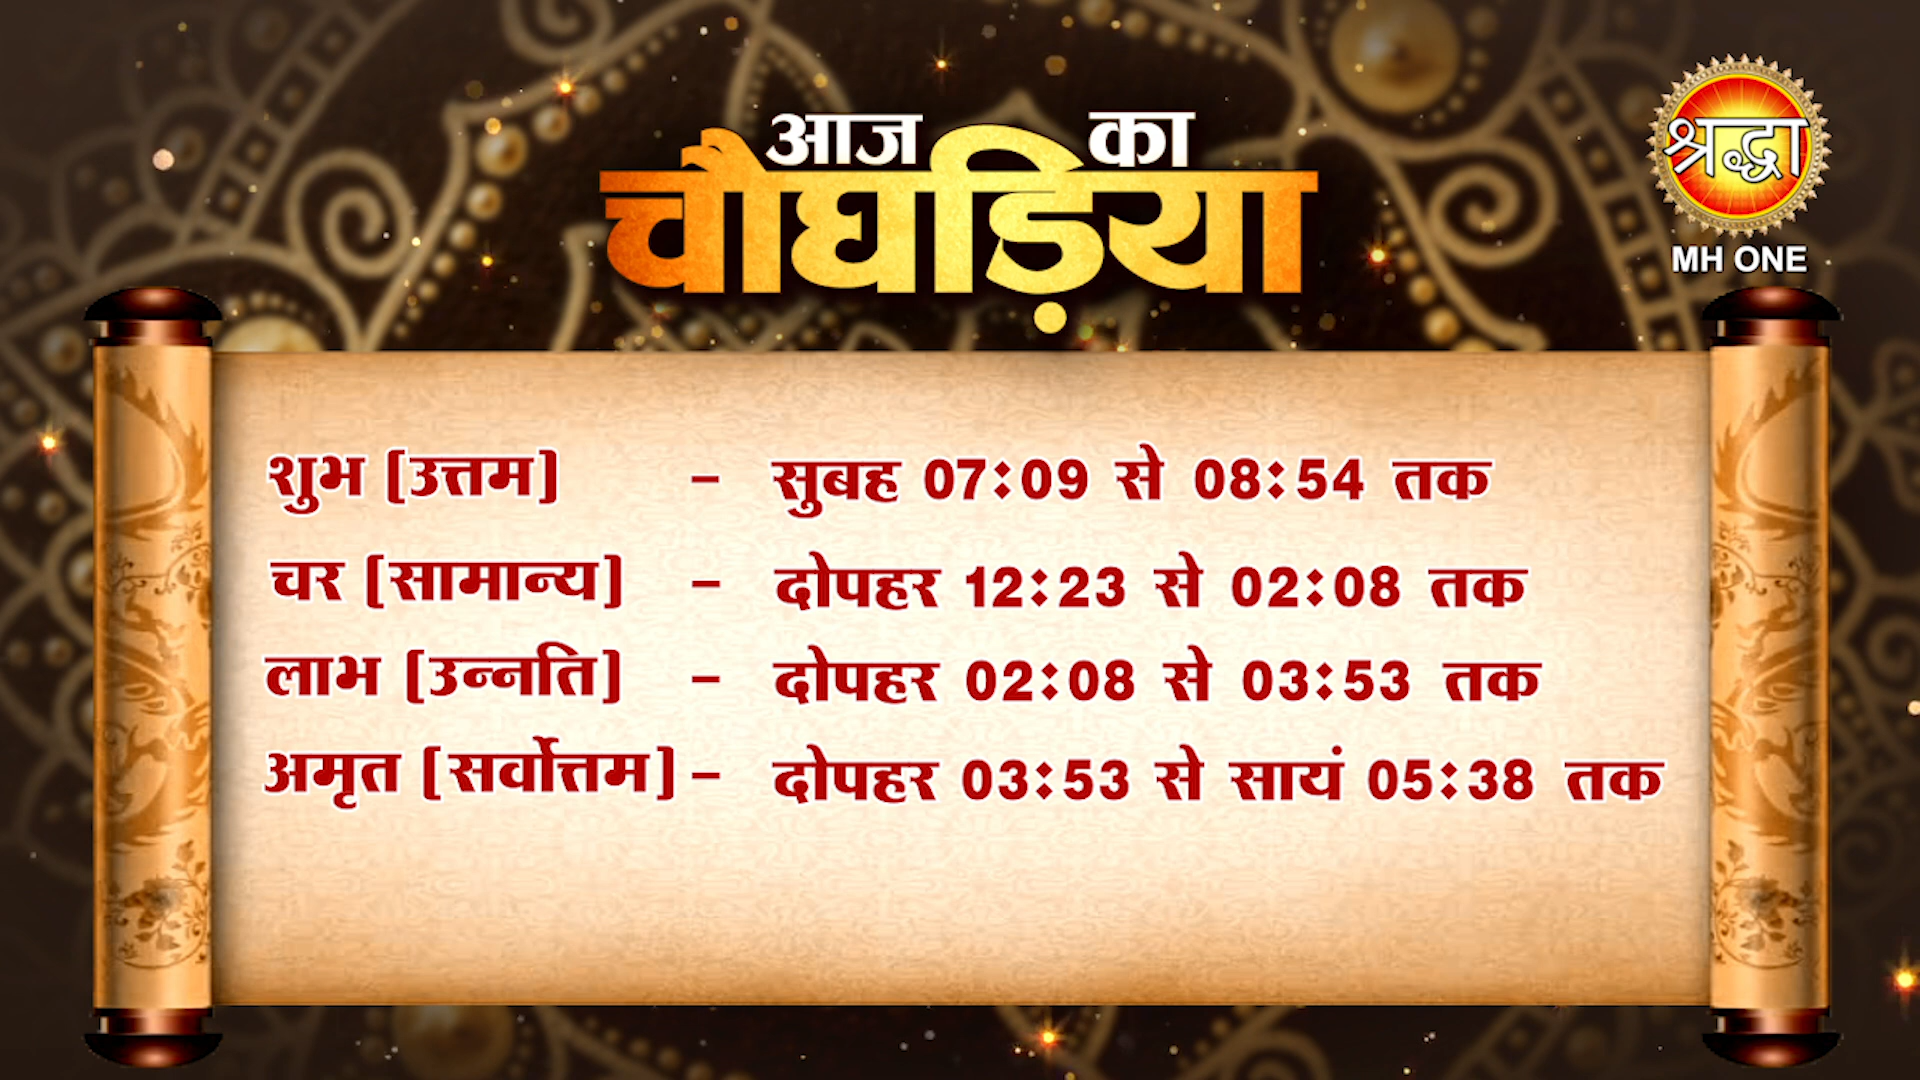 आज का
चौघड़िया
श्रद्धा
MH ONE
शुभ (उत्तम) - सुबह 07:09 से 08:54 तक
चर (सामान्य) - दोपहर 12:23 से 02:08 तक
लाभ (उन्नति) - दोपहर 02:08 से 03:53 तक
अमृत (सर्वोत्तम) - दोपहर 03:53 से सायं 05:38 तक